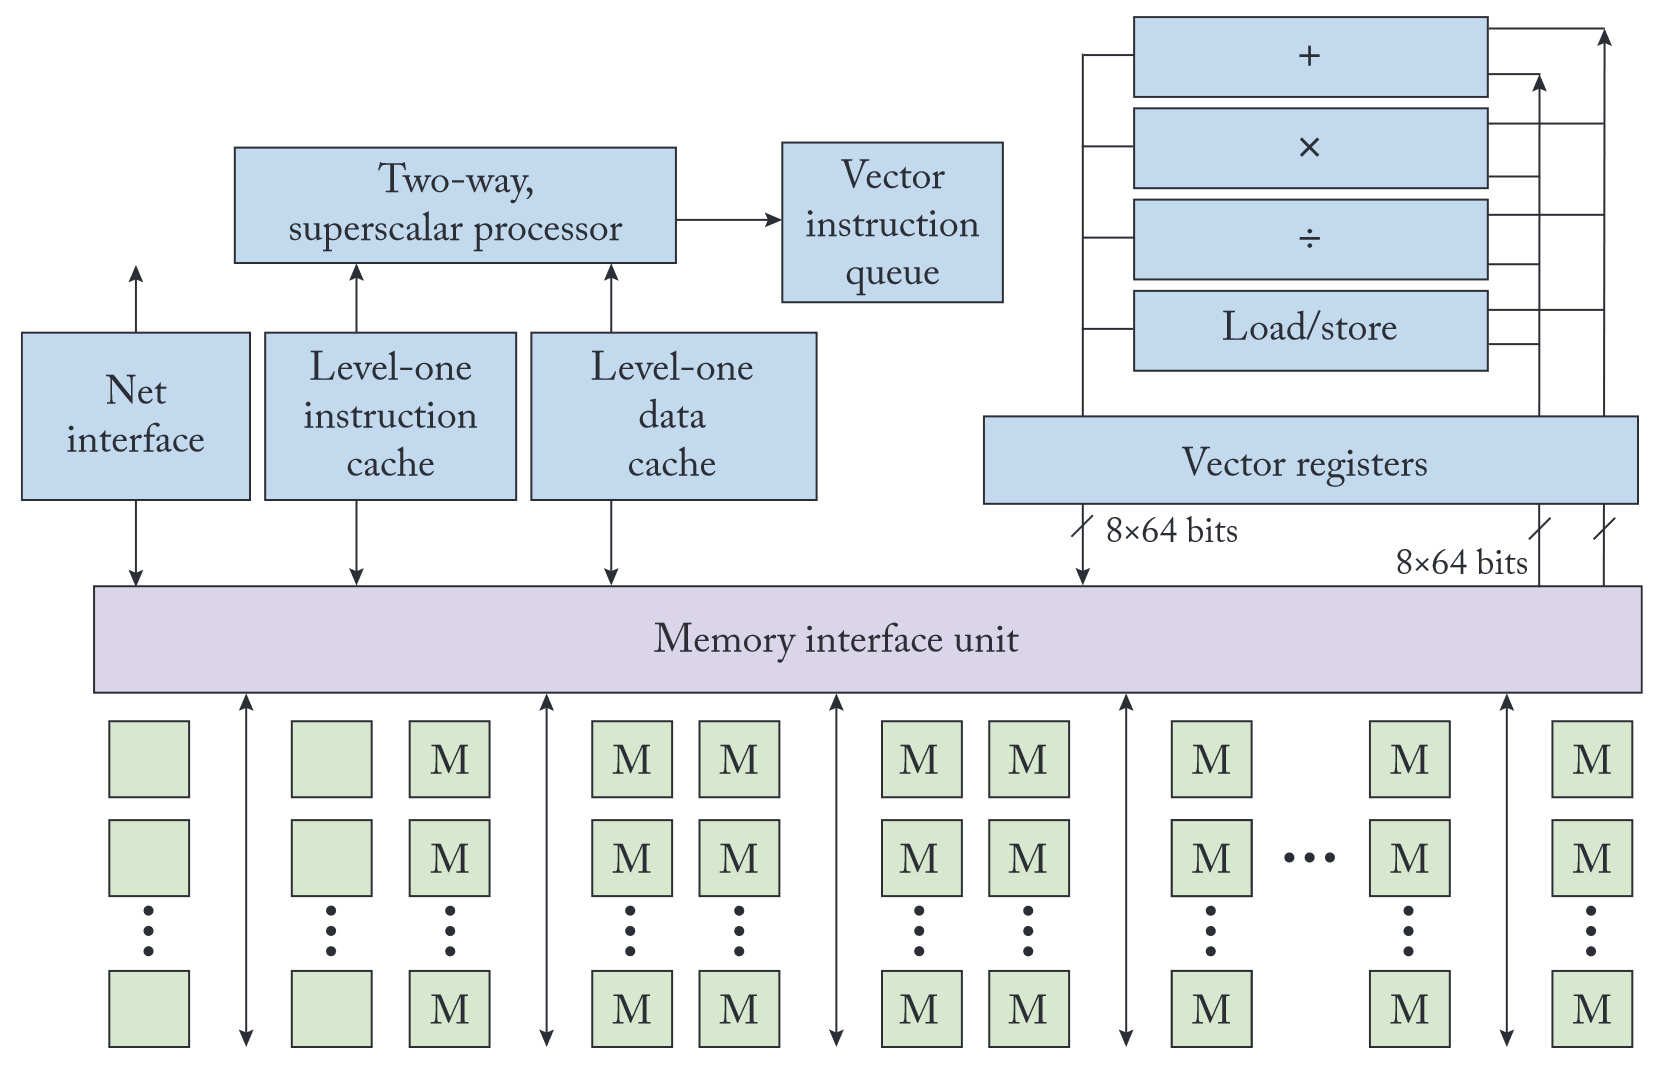 +
×
÷
Load/store
Two-way,
superscalar processor
Vector
instruction
queue
Net
interface
Level-one
instruction
cache
Level-one
data
cache
Vector registers
8×64 bits
8×64 bits
Memory interface unit
M M M M M M M M
M M M M M ••• M M
M M M M M M M